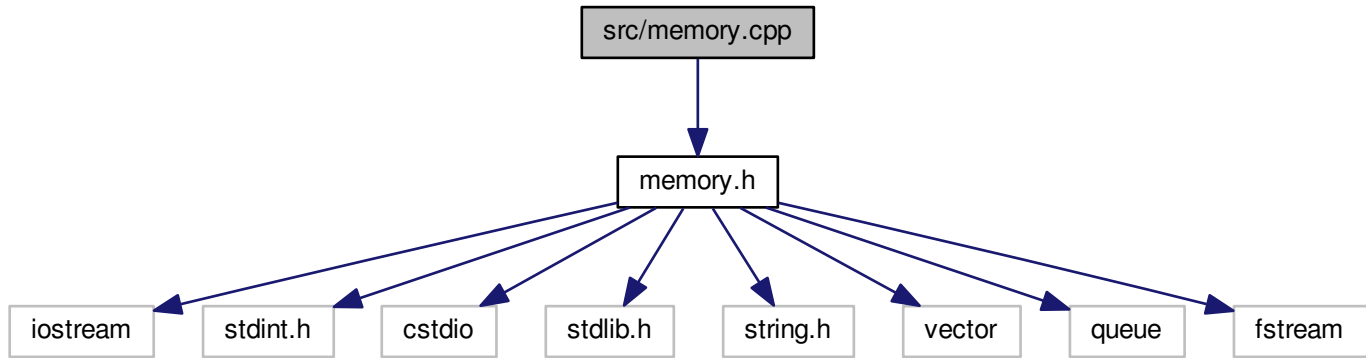 src/memory.cpp
memory.h
iostream
stdint.h
cstdio
stdlib.h
string.h
vector
queue
fstream